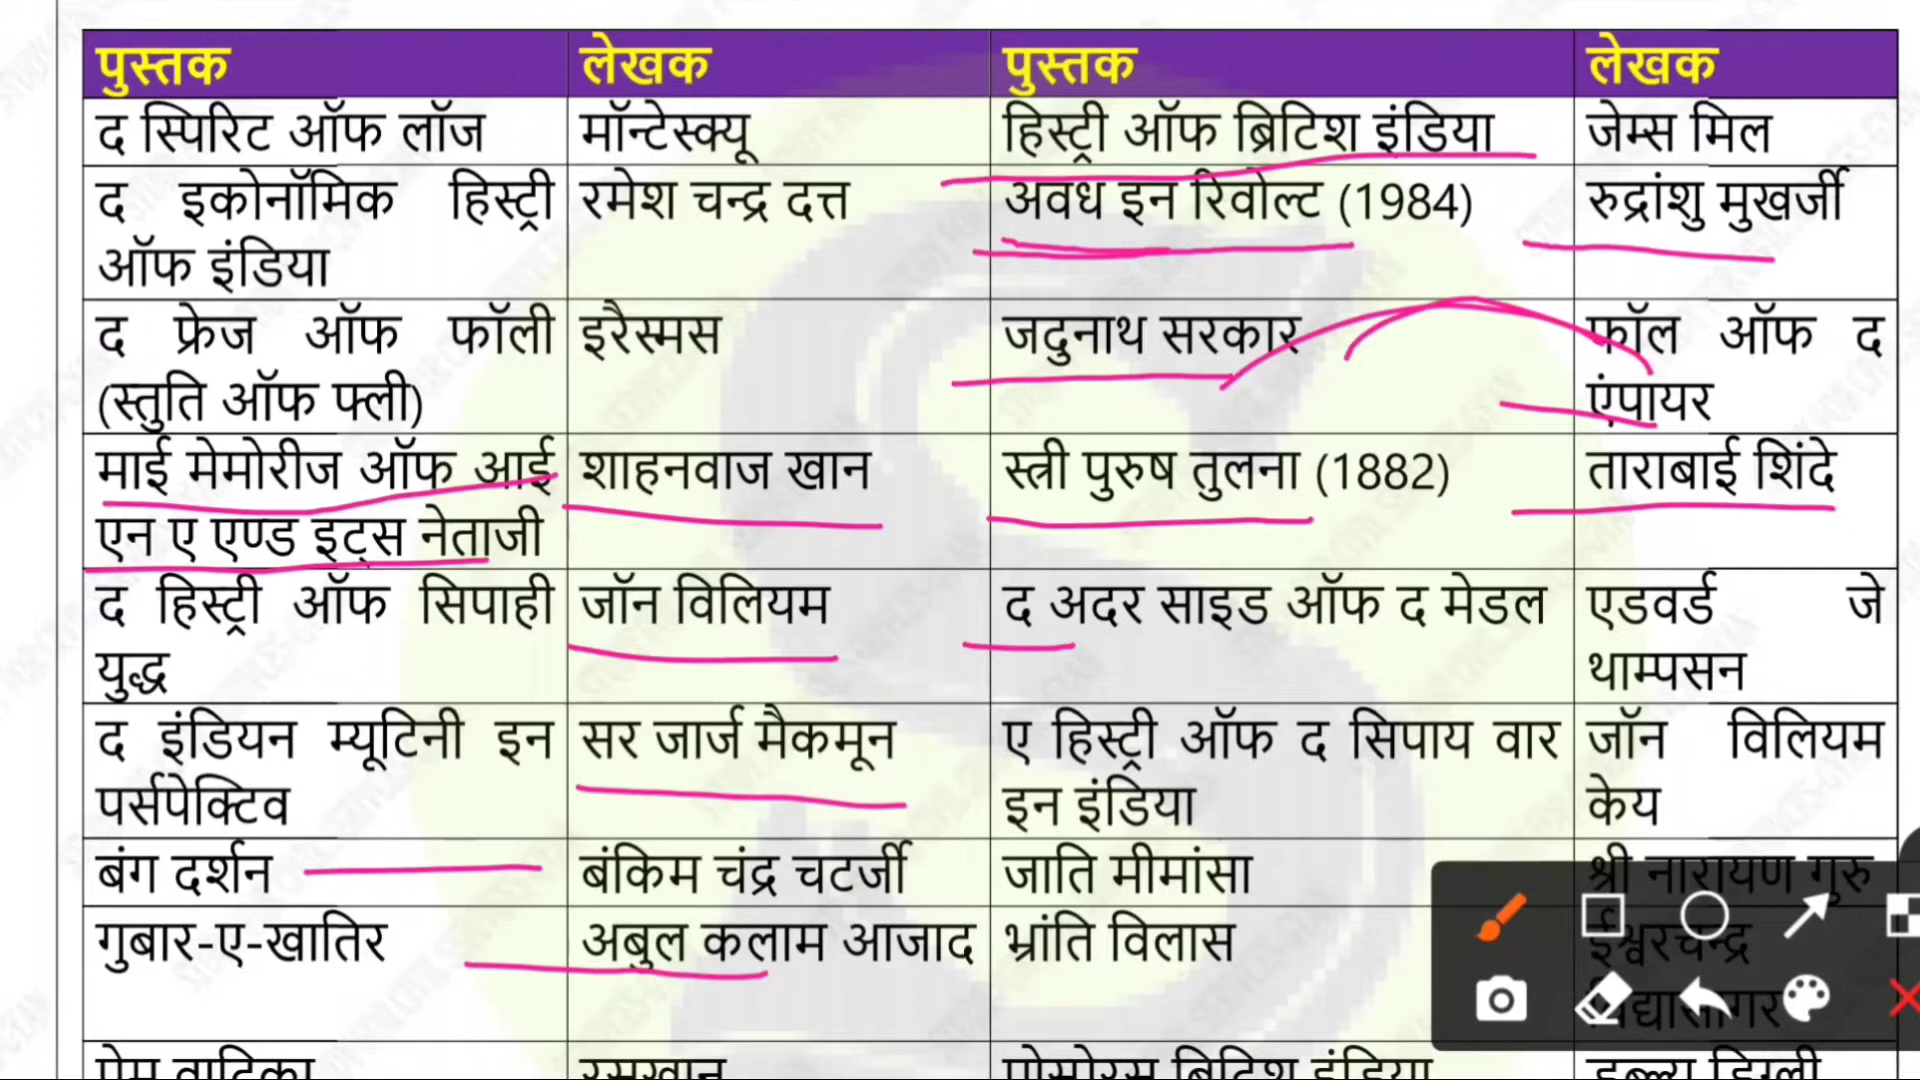 पुस्तक लेखक पुस्तक लेखक
द स्पिरिट ऑफ लॉज मॉन्टेस्क्यू हिस्ट्री ऑफ ब्रिटिश इंडिया जेम्स मिल
द इकोनॉमिक हिस्ट्री रमेश चन्द्र दत्त अवध इन रिवोल्ट (1984) रुद्रांशु मुखर्जी
ऑफ इंडिया
द फ्रेज ऑफ फॉली इरैस्मस जदुनाथ सरकार फॉल ऑफ द
(स्तुति ऑफ फ्ली) एंपायर
माई मेमोरीज ऑफ आई शाहनवाज खान स्त्री पुरुष तुलना (1882) ताराबाई शिंदे
एन ए एण्ड इट्स नेताजी
द हिस्ट्री ऑफ सिपाही जॉन विलियम द अदर साइड ऑफ द मेडल एडवर्ड जे
युद्ध थाम्पसन
द इंडियन म्यूटिनी इन सर जार्ज मैकमून ए हिस्ट्री ऑफ द सिपाय वार जॉन विलियम
पर्सपेक्टिव इन इंडिया केय
बंग दर्शन बंकिम चंद्र चटर्जी जाति मीमांसा श्री नारायण गुरु
गुबार-ए-खातिर अबुल कलाम आजाद भ्रांति विलास ईश्वरचन्द्र
विद्यासागर